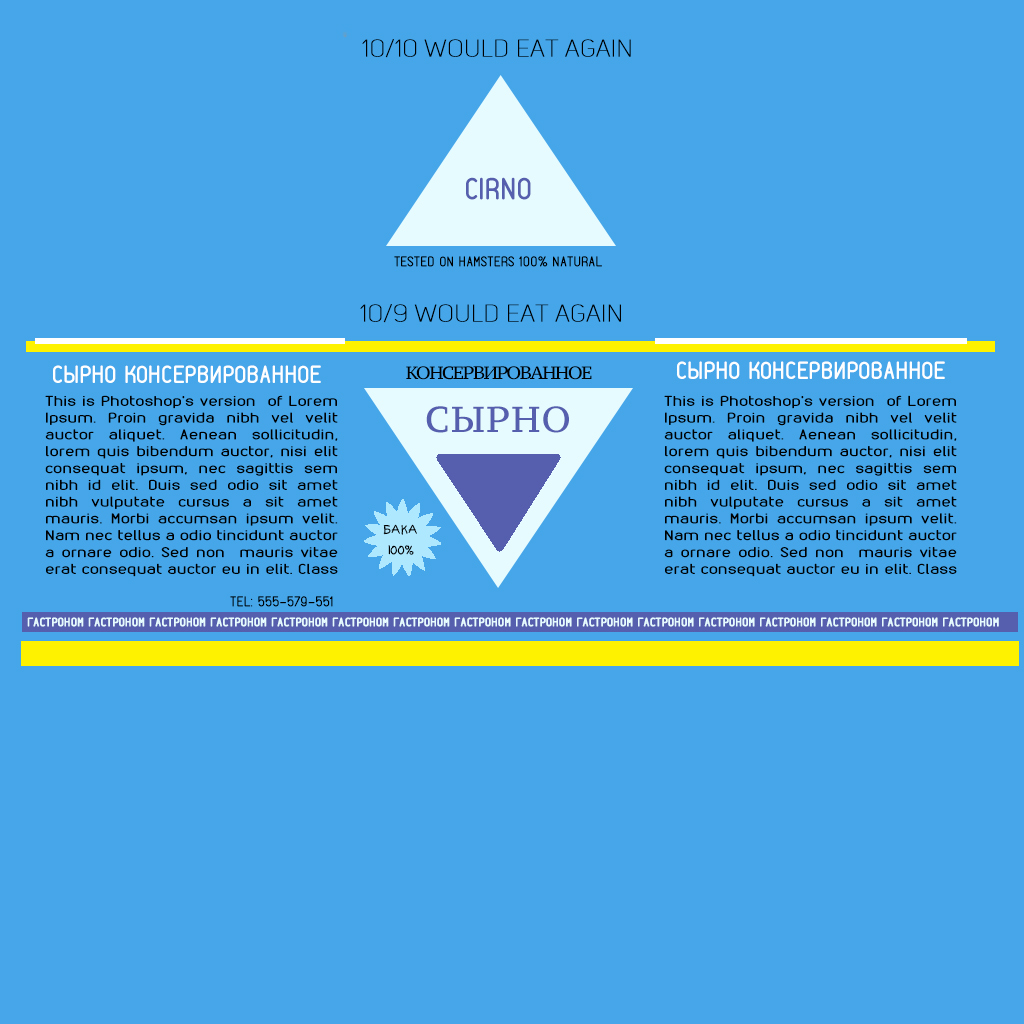 10/10 WOULD EAT AGAIN
CIRNO
TESTED ON HAMSTERS 100% NATURAL
10/9 WOULD EAT AGAIN
СЫРНО КОНСЕРВИРОВАННОЕ
This is Photoshop's version of Lorem
Ipsum. Proin gravida nibh vel velit
auctor aliquet. Aenean sollicitudin,
lorem quis bibendum auctor, nisi elit
consequat ipsum, nec sagittis sem
nibh id elit. Duis sed odio sit amet
nibh vulputate cursus a sit amet
mauris. Morbi accumsan ipsum velit.
Nam nec tellus a odio tincidunt auctor
a ornare odio. Sed non mauris vitae
erat consequat auctor eu in elit. Class
TEL: 555-579-551
КОНСЕРВИРОВАННОЕ
СЫРНО
БАКА
100%
СЫРНО КОНСЕРВИРОВАННОЕ
This is Photoshop's version of Lorem
Ipsum. Proin gravida nibh vel velit
auctor aliquet. Aenean sollicitudin,
lorem quis bibendum auctor, nisi elit
consequat ipsum, nec sagittis sem
nibh id elit. Duis sed odio sit amet
nibh vulputate cursus a sit amet
mauris. Morbi accumsan ipsum velit.
Nam nec tellus a odio tincidunt auctor
a ornare odio. Sed non mauris vitae
erat consequat auctor eu in elit. Class
ГАСТРОНОМ ГАСТРОНОМ ГАСТРОНОМ ГАСТРОНОМ ГАСТРОНОМ ГАСТРОНОМ ГАСТРОНОМ ГАСТРОНОМ ГАСТРОНОМ ГАСТРОНОМ ГАСТРОНОМ ГАСТРОНОМ ГАСТРОНОМ ГАСТРОНОМ ГАСТРОНОМ ГАСТРОНОМ